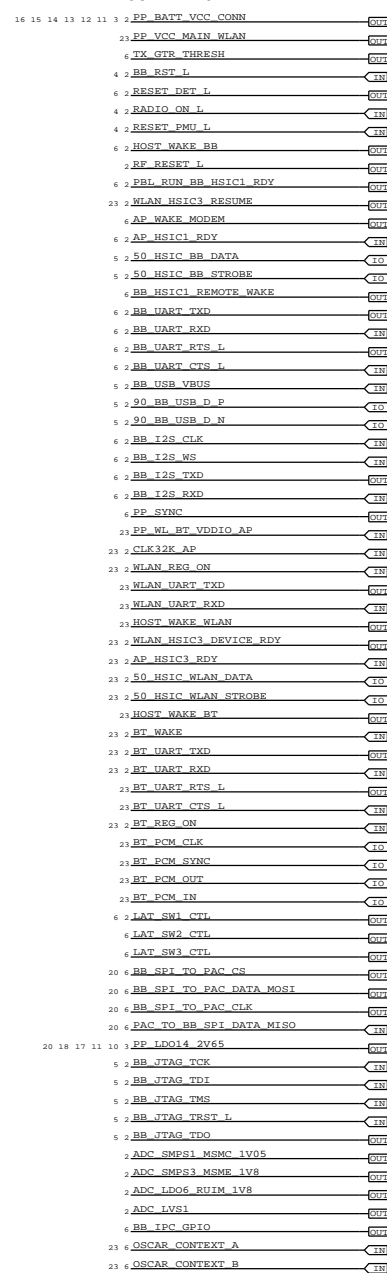 16 15 14 13 12 11 3 2 PP_BATT_VCC_CONN OUT
23 PP_VCC_MAIN_WLAN OUT
6 TX_GTR_THRESH OUT
4 2 BB_RST_L IN
6 2 RESET_DET_L OUT
4 2 RADIO_ON_L IN
4 2 RESET_PMU_L IN
6 2 HOST_WAKE_BB OUT
2 RF_RESET_L OUT
6 2 PBL_RUN_BB_HSIC1_RDY OUT
23 2 WLAN_HSIC3_RESUME OUT
6 AP_WAKE_MODEM OUT
6 2 AP_HSIC1_RDY IN
5 2 50_HSIC_BB_DATA IO
5 2 50_HSIC_BB_STROBE IO
6 BB_HSIC1_REMOTE_WAKE OUT
6 2 BB_UART_TXD OUT
6 2 BB_UART_RXD IN
6 2 BB_UART_RTS_L OUT
6 2 BB_UART_CTS_L IN
5 2 BB_USB_VBUS IN
5 2 90_BB_USB_D_P IO
5 2 90_BB_USB_D_N IO
6 2 BB_I2S_CLK IN
6 2 BB_I2S_WS IN
6 2 BB_I2S_TXD OUT
6 2 BB_I2S_RXD IN
6 PP_SYNC OUT
23 PP_WL_BT_VDDIO_AP IN
23 2 CLK32K_AP IN
23 2 WLAN_REG_ON IN
23 WLAN_UART_TXD OUT
23 WLAN_UART_RXD IN
23 HOST_WAKE_WLAN OUT
23 2 WLAN_HSIC3_DEVICE_RDY OUT
23 2 AP_HSIC3_RDY IN
23 2 50_HSIC_WLAN_DATA IO
23 2 50_HSIC_WLAN_STROBE IO
23 HOST_WAKE_BT OUT
23 2 BT_WAKE IN
23 2 BT_UART_TXD OUT
23 2 BT_UART_RXD IN
23 BT_UART_RTS_L OUT
23 BT_UART_CTS_L IN
23 2 BT_REG_ON IN
23 BT_PCM_CLK IO
23 BT_PCM_SYNC IO
23 BT_PCM_OUT IO
23 BT_PCM_IN IO
6 2 LAT_SW1_CTL OUT
6 LAT_SW2_CTL OUT
6 LAT_SW3_CTL OUT
20 6 BB_SPI_TO_PAC_CS OUT
20 6 BB_SPI_TO_PAC_DATA_MOSI OUT
20 6 BB_SPI_TO_PAC_CLK OUT
20 6 PAC_TO_BB_SPI_DATA_MISO IN
20 18 17 11 10 3 PP_LDO14_2V65 OUT
5 2 BB_JTAG_TCK IN
5 2 BB_JTAG_TDI IN
5 2 BB_JTAG_TMS IN
5 2 BB_JTAG_TRST_L IN
5 2 BB_JTAG_TDO OUT
2 ADC_SMPS1_MSMC_1V05 OUT
2 ADC_SMPS3_MSME_1V8 OUT
2 ADC_LDO6_RUIM_1V8 OUT
2 ADC_LVS1 OUT
6 BB_IPC_GPIO OUT
23 6 OSCAR_CONTEXT_A IN
23 6 OSCAR_CONTEXT_B IN